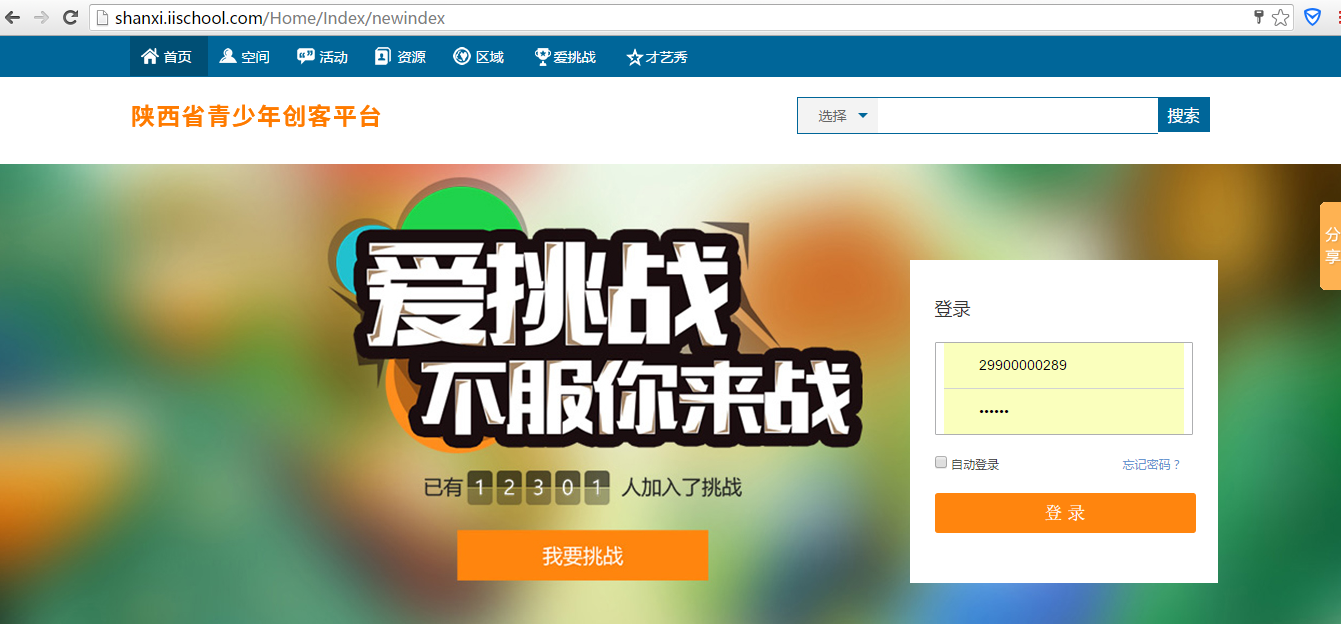 shanxi.iischool.com/Home/Index/newindex
首页 空间 活动 资源 区域 爱挑战 才艺秀
陕西省青少年创客平台
选择 搜索
分享
爱挑战
不服你来战
已有 1 2 3 0 1 人加入了挑战
我要挑战
登录
29900000289
••••••
自动登录 忘记密码？
登 录